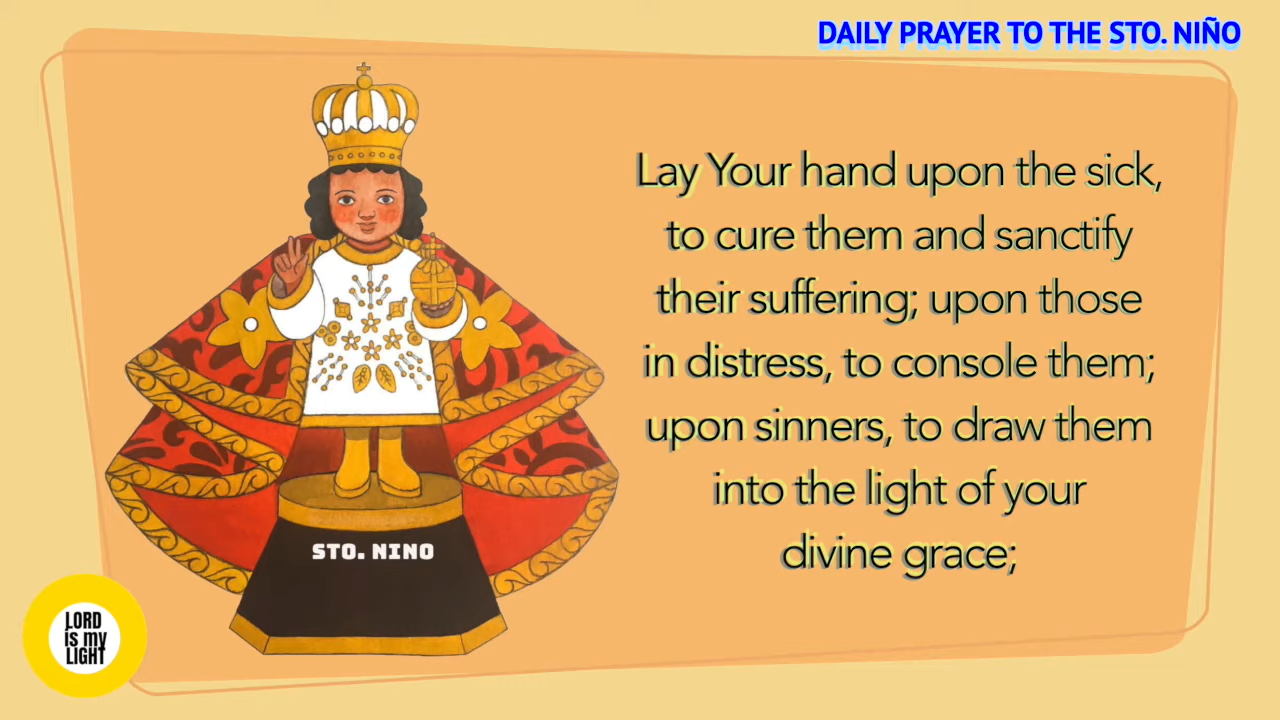 DAILY PRAYER TO THE STO. NIÑO
Lay Your hand upon the sick,
to cure them and sanctify
their suffering; upon those
in distress, to console them;
upon sinners, to draw them
into the light of your
divine grace;
STO. NINO
LORD
is my
LIGHT